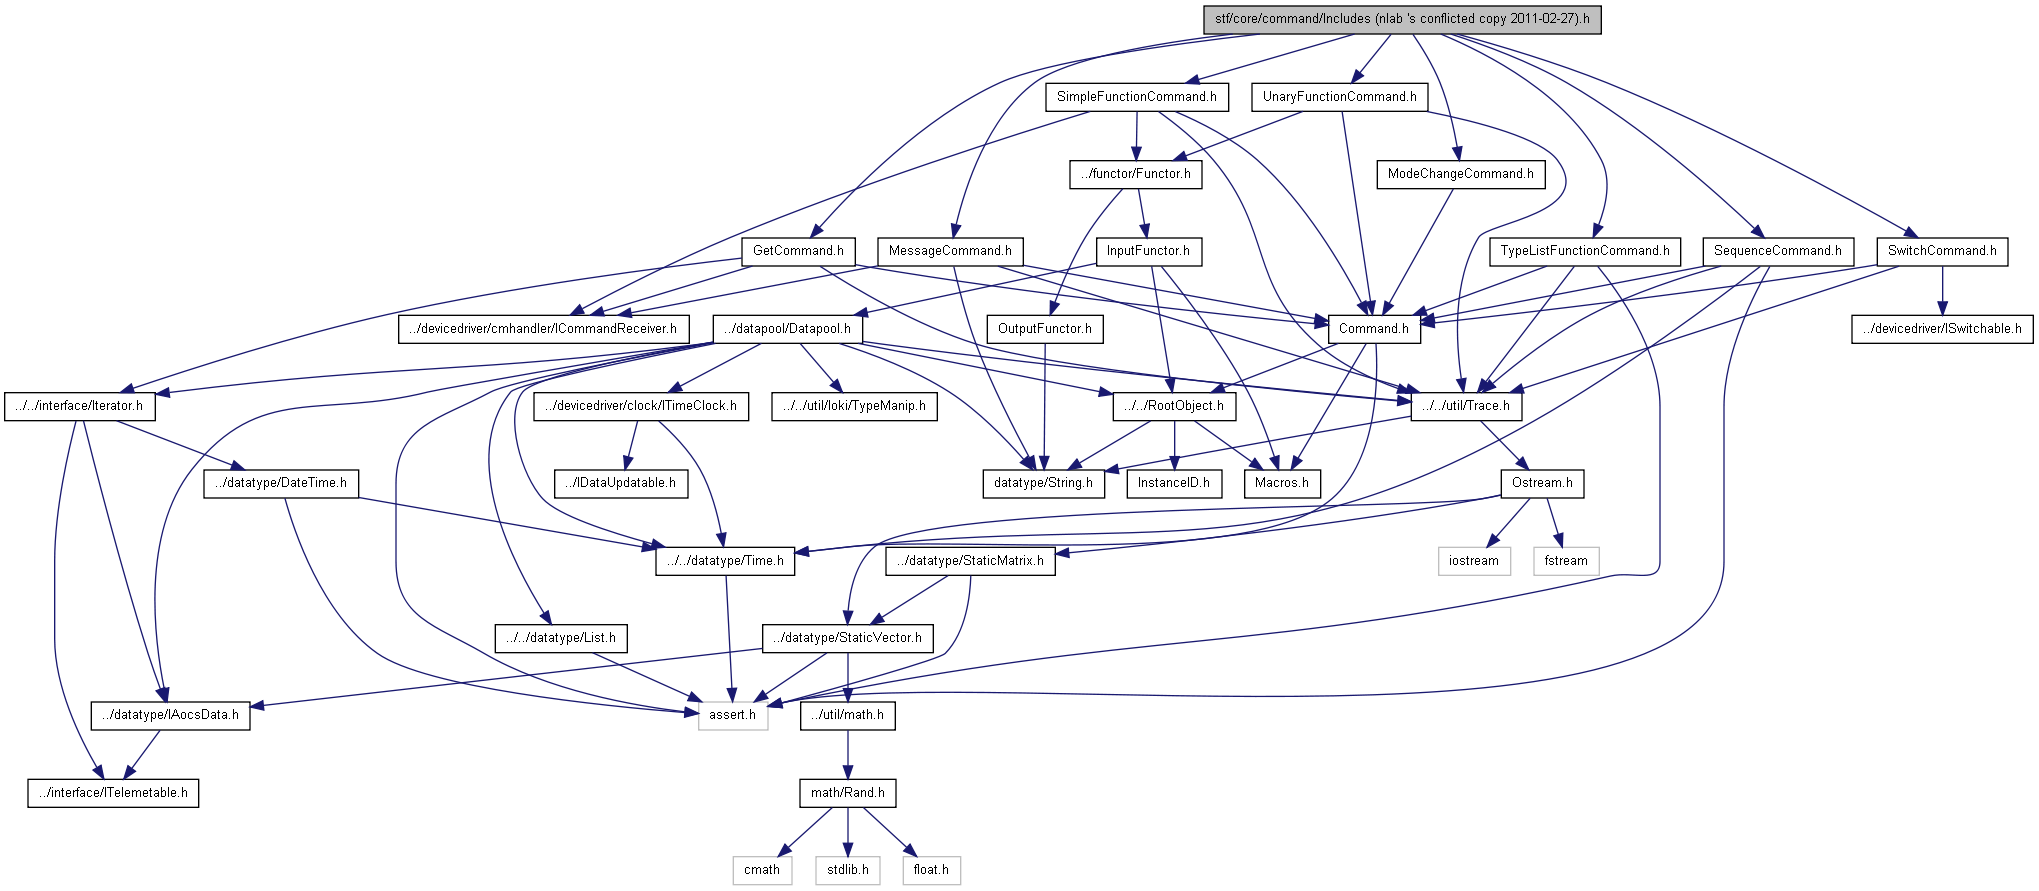 stf/core/command/Includes (nlab 's conflicted copy 2011-02-27).h
SimpleFunctionCommand.h
UnaryFunctionCommand.h
../functor/Functor.h
ModeChangeCommand.h
GetCommand.h
MessageCommand.h
InputFunctor.h
TypeListFunctionCommand.h
SequenceCommand.h
SwitchCommand.h
../devicedriver/cmhandler/ICommandReceiver.h
../datapool/Datapool.h
OutputFunctor.h
Command.h
../devicedriver/ISwitchable.h
../../interface/Iterator.h
../devicedriver/clock/ITimeClock.h
../../util/loki/TypeManip.h
../../RootObject.h
../../util/Trace.h
../datatype/DateTime.h
../IDataUpdatable.h
datatype/String.h
InstanceID.h
Macros.h
Ostream.h
../../datatype/Time.h
../datatype/StaticMatrix.h
iostream
fstream
../../datatype/List.h
../datatype/StaticVector.h
../datatype/IAocsData.h
assert.h
../util/math.h
../interface/ITelemetable.h
math/Rand.h
cmath
stdlib.h
float.h